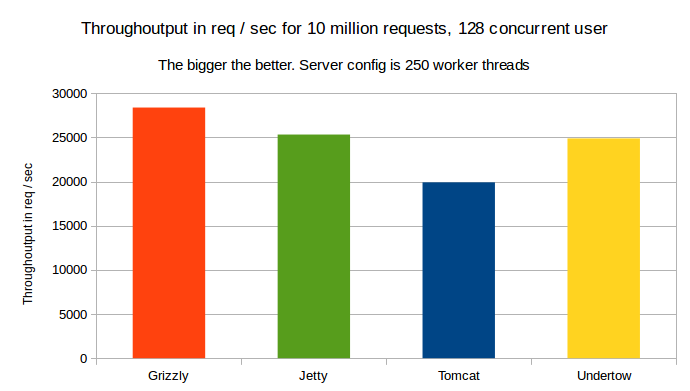 Throughoutput in req / sec for 10 million requests, 128 concurrent user
The bigger the better. Server config is 250 worker threads
Throughoutput in req / sec
30000
25000
20000
15000
10000
5000
0
Grizzly
Jetty
Tomcat
Undertow